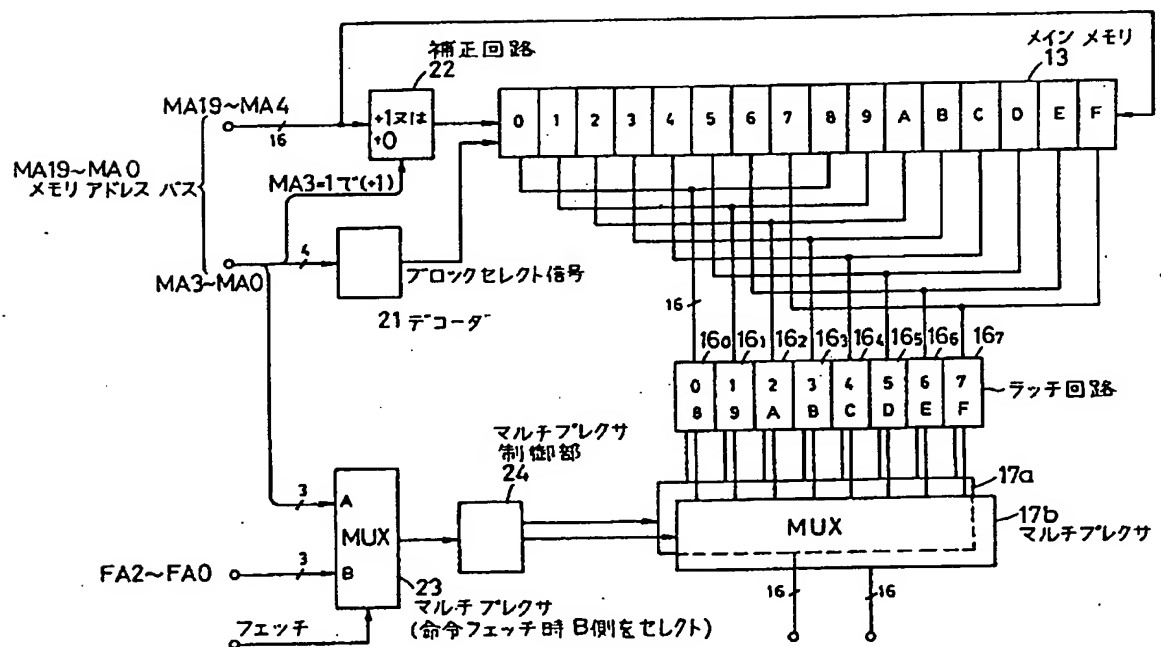 補正回路
22
メイン メモリ
13
MA19~MA4
16
+1又は
+0
0 1 2 3 4 5 6 7 8 9 A B C D E F
MA19~MA0
メモリ アドレス バス
MA3=1で(+1)
MA3~MA0
4
ブロックセレクト信号
21 デコーダ
16
16₀ 16₁ 16₂ 16₃ 16₄ 16₅ 16₆ 16₇
0 1 2 3 4 5 6 7
8 9 A B C D E F
ラッチ回路
マルチプレクサ
制御部
24
17a
3
A
MUX
MUX
17b
マルチプレクサ
FA2~FA0
3
B
23
マルチプレクサ
(命令フェッチ時 B側をセレクト)
フェッチ
16
16